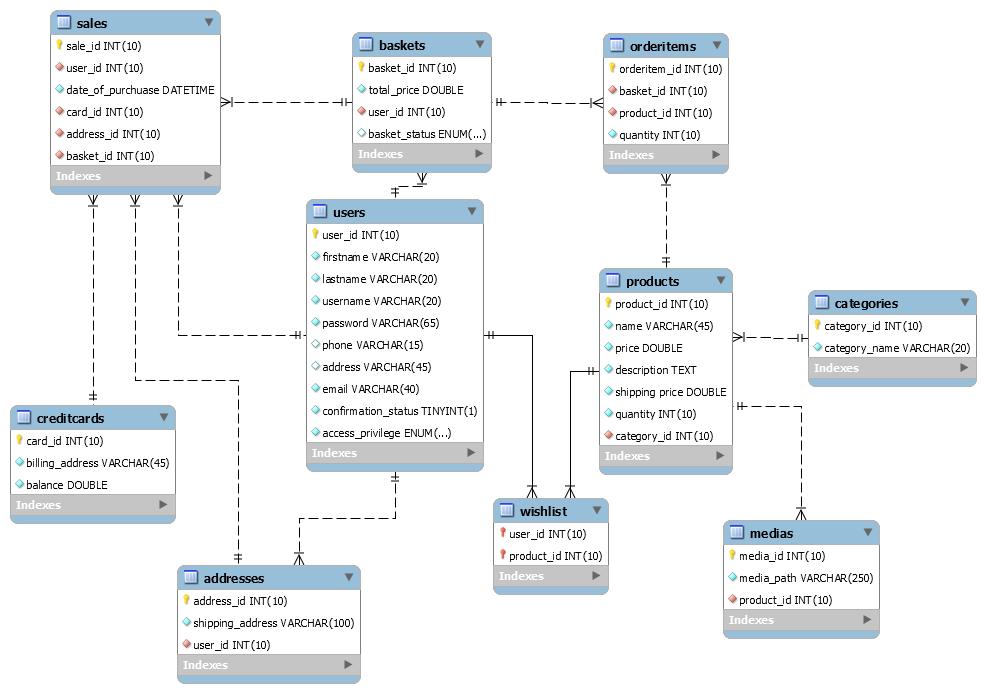 sales
sale_id INT(10)
user_id INT(10)
date_of_purchuase DATETIME
card_id INT(10)
address_id INT(10)
basket_id INT(10)
Indexes
baskets
basket_id INT(10)
total_price DOUBLE
user_id INT(10)
basket_status ENUM(...)
Indexes
orderitems
orderitem_id INT(10)
basket_id INT(10)
product_id INT(10)
quantity INT(10)
Indexes
users
user_id INT(10)
firstname VARCHAR(20)
lastname VARCHAR(20)
username VARCHAR(20)
password VARCHAR(65)
phone VARCHAR(15)
address VARCHAR(45)
email VARCHAR(40)
confirmation_status TINYINT(1)
access_privilege ENUM(...)
Indexes
products
product_id INT(10)
name VARCHAR(45)
price DOUBLE
description TEXT
shipping price DOUBLE
quantity INT(10)
category_id INT(10)
Indexes
categories
category_id INT(10)
category_name VARCHAR(20)
Indexes
creditcards
card_id INT(10)
billing_address VARCHAR(45)
balance DOUBLE
Indexes
wishlist
user_id INT(10)
product_id INT(10)
Indexes
medias
media_id INT(10)
media_path VARCHAR(250)
product_id INT(10)
Indexes
addresses
address_id INT(10)
shipping_address VARCHAR(100)
user_id INT(10)
Indexes